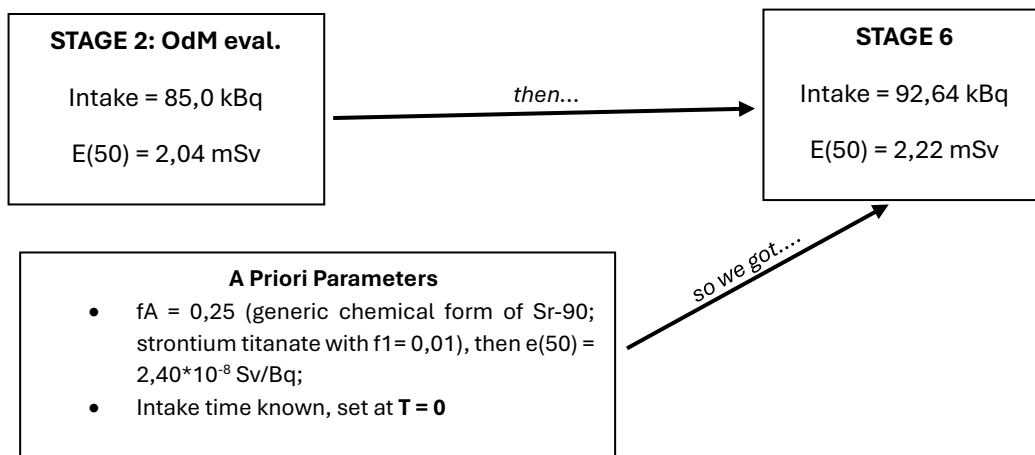 STAGE 2: OdM eval.
Intake = 85,0 kBq
E(50) = 2,04 mSv
then...
STAGE 6
Intake = 92,64 kBq
E(50) = 2,22 mSv
so we got....
A Priori Parameters
• fA = 0,25 (generic chemical form of Sr-90;
strontium titanate with f1= 0,01), then e(50) =
2,40*10⁻⁸ Sv/Bq;
• Intake time known, set at T = 0